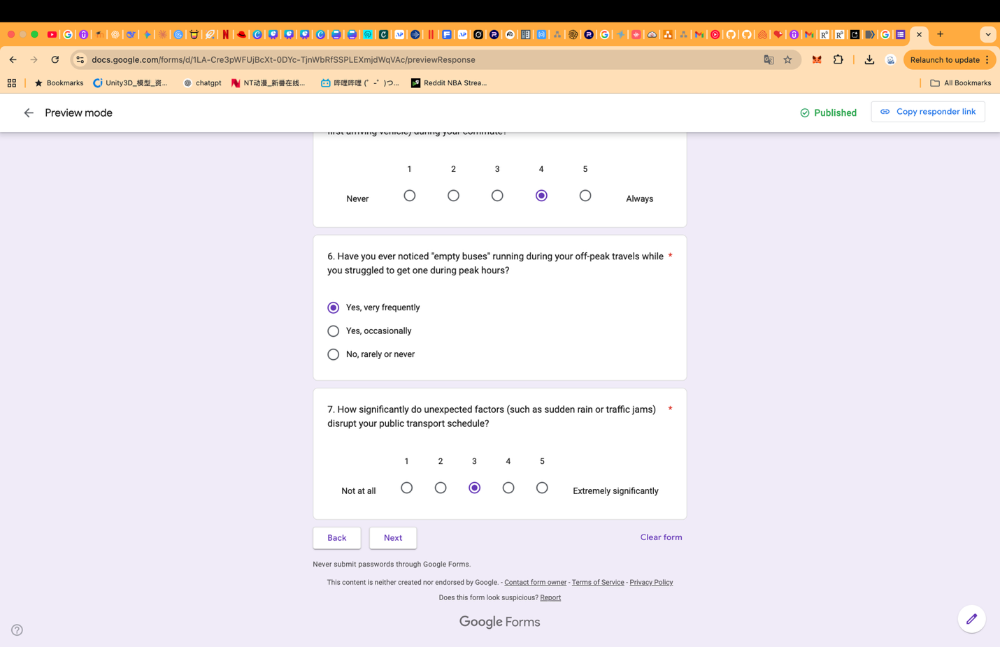 docs.google.com/forms/d/1LA-Cre3pWFUjBcXt-0DYc-TjnWbRfSSPLEXmjdWqVAc/previewResponse
Relaunch to update
Bookmarks
Unity3D_模型_资...
chatgpt
NT动漫_新番在线...
哔哩哔哩 (゜-゜)つ...
Reddit NBA Strea...
All Bookmarks
Preview mode
Published
Copy responder link
first arriving vehicle) during your commute?
1 2 3 4 5
Never
Always
6. Have you ever noticed "empty buses" running during your off-peak travels while *
you struggled to get one during peak hours?
Yes, very frequently
Yes, occasionally
No, rarely or never
7. How significantly do unexpected factors (such as sudden rain or traffic jams) *
disrupt your public transport schedule?
1 2 3 4 5
Not at all
Extremely significantly
Back
Next
Clear form
Never submit passwords through Google Forms.
This content is neither created nor endorsed by Google. - Contact form owner - Terms of Service - Privacy Policy
Does this form look suspicious? Report
Google Forms